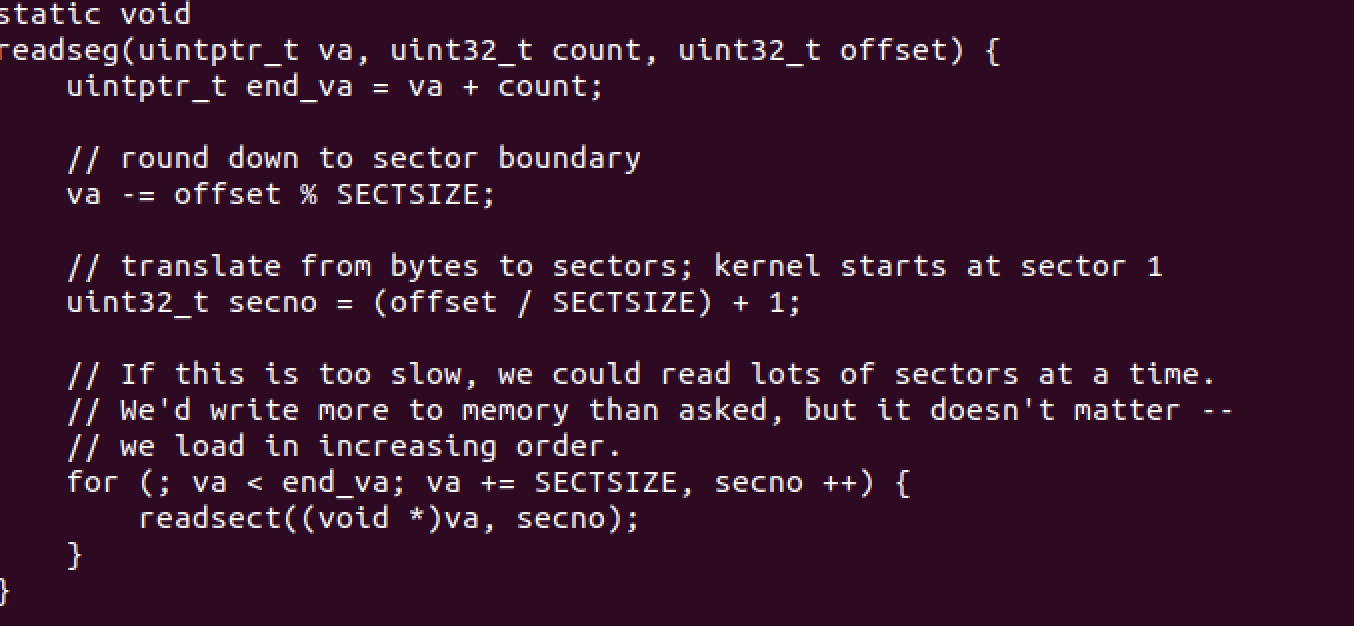 static void
readseg(uintptr_t va, uint32_t count, uint32_t offset) {
    uintptr_t end_va = va + count;

    // round down to sector boundary
    va -= offset % SECTSIZE;

    // translate from bytes to sectors; kernel starts at sector 1
    uint32_t secno = (offset / SECTSIZE) + 1;

    // If this is too slow, we could read lots of sectors at a time.
    // We'd write more to memory than asked, but it doesn't matter --
    // we load in increasing order.
    for (; va < end_va; va += SECTSIZE, secno ++) {
        readsect((void *)va, secno);
    }
}